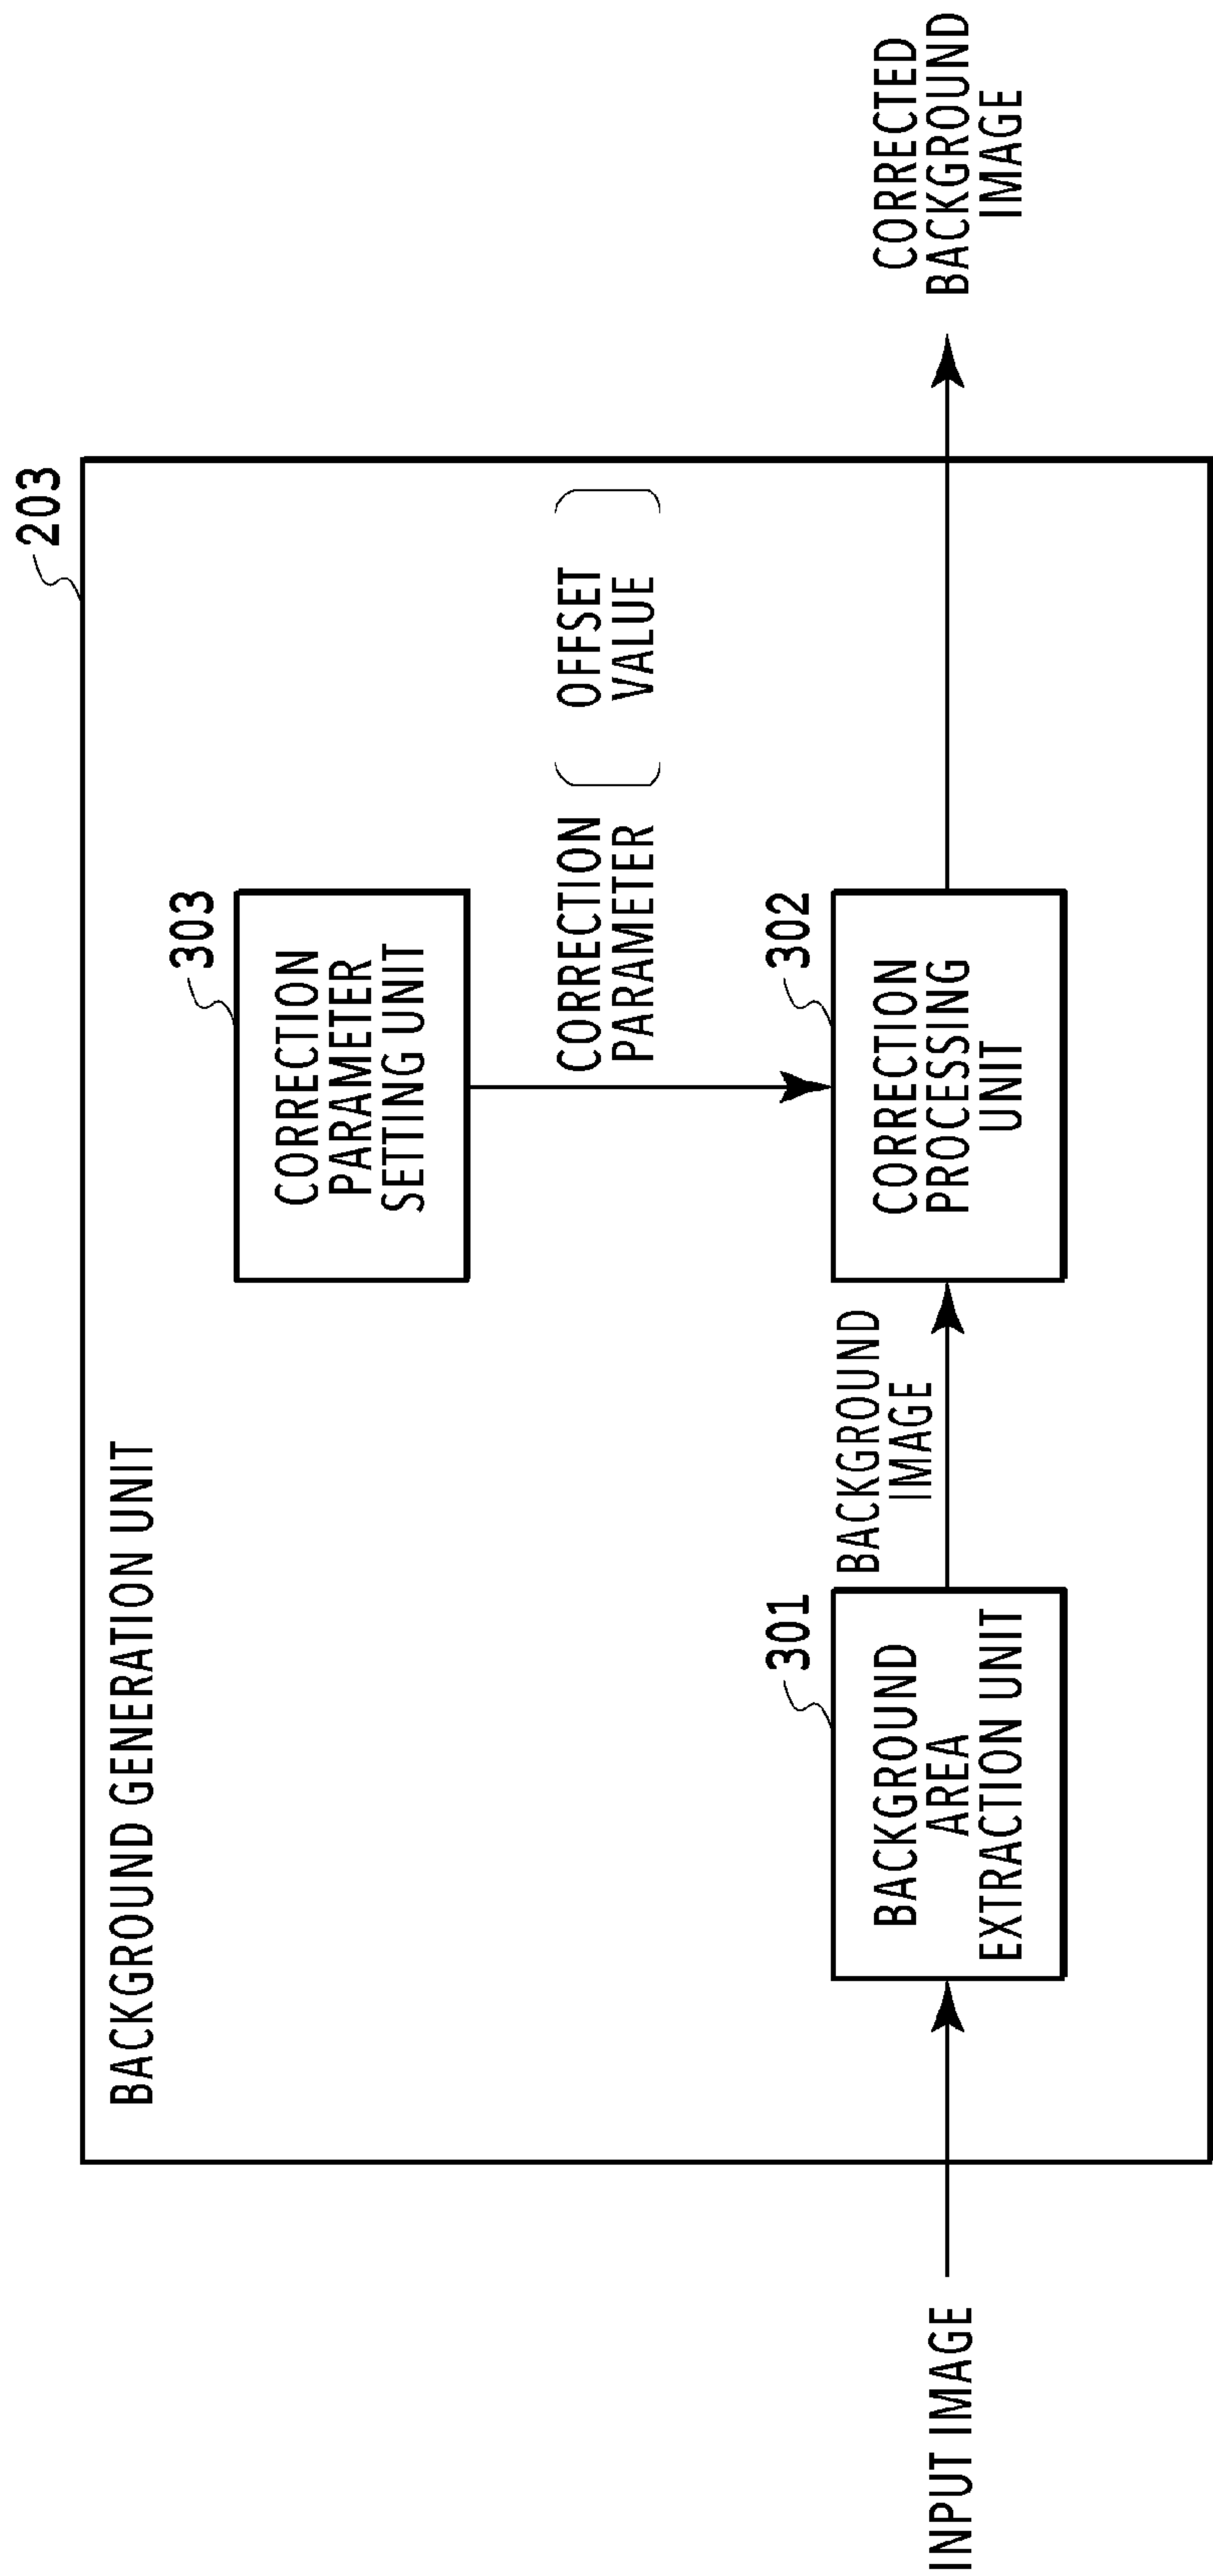 203
BACKGROUND GENERATION UNIT
303
CORRECTION
PARAMETER
SETTING UNIT
CORRECTION
PARAMETER
OFFSET
VALUE
INPUT IMAGE
301
BACKGROUND
AREA
EXTRACTION UNIT
BACKGROUND
IMAGE
302
CORRECTION
PROCESSING
UNIT
CORRECTED
BACKGROUND
IMAGE